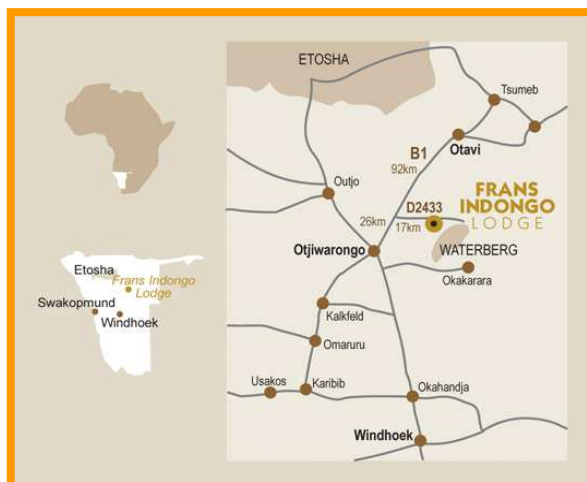 Etosha
Frans Indongo
Lodge
Swakopmund
Windhoek
ETOSHA
Tsumeb
B1
Otavi
92km
Outjo
D2433
FRANS
INDONGO
LODGE
26km
17km
Otjiwarongo
WATERBERG
Okakarara
Kalkfeld
Omaruru
Usakos
Karibib
Okahandja
Windhoek